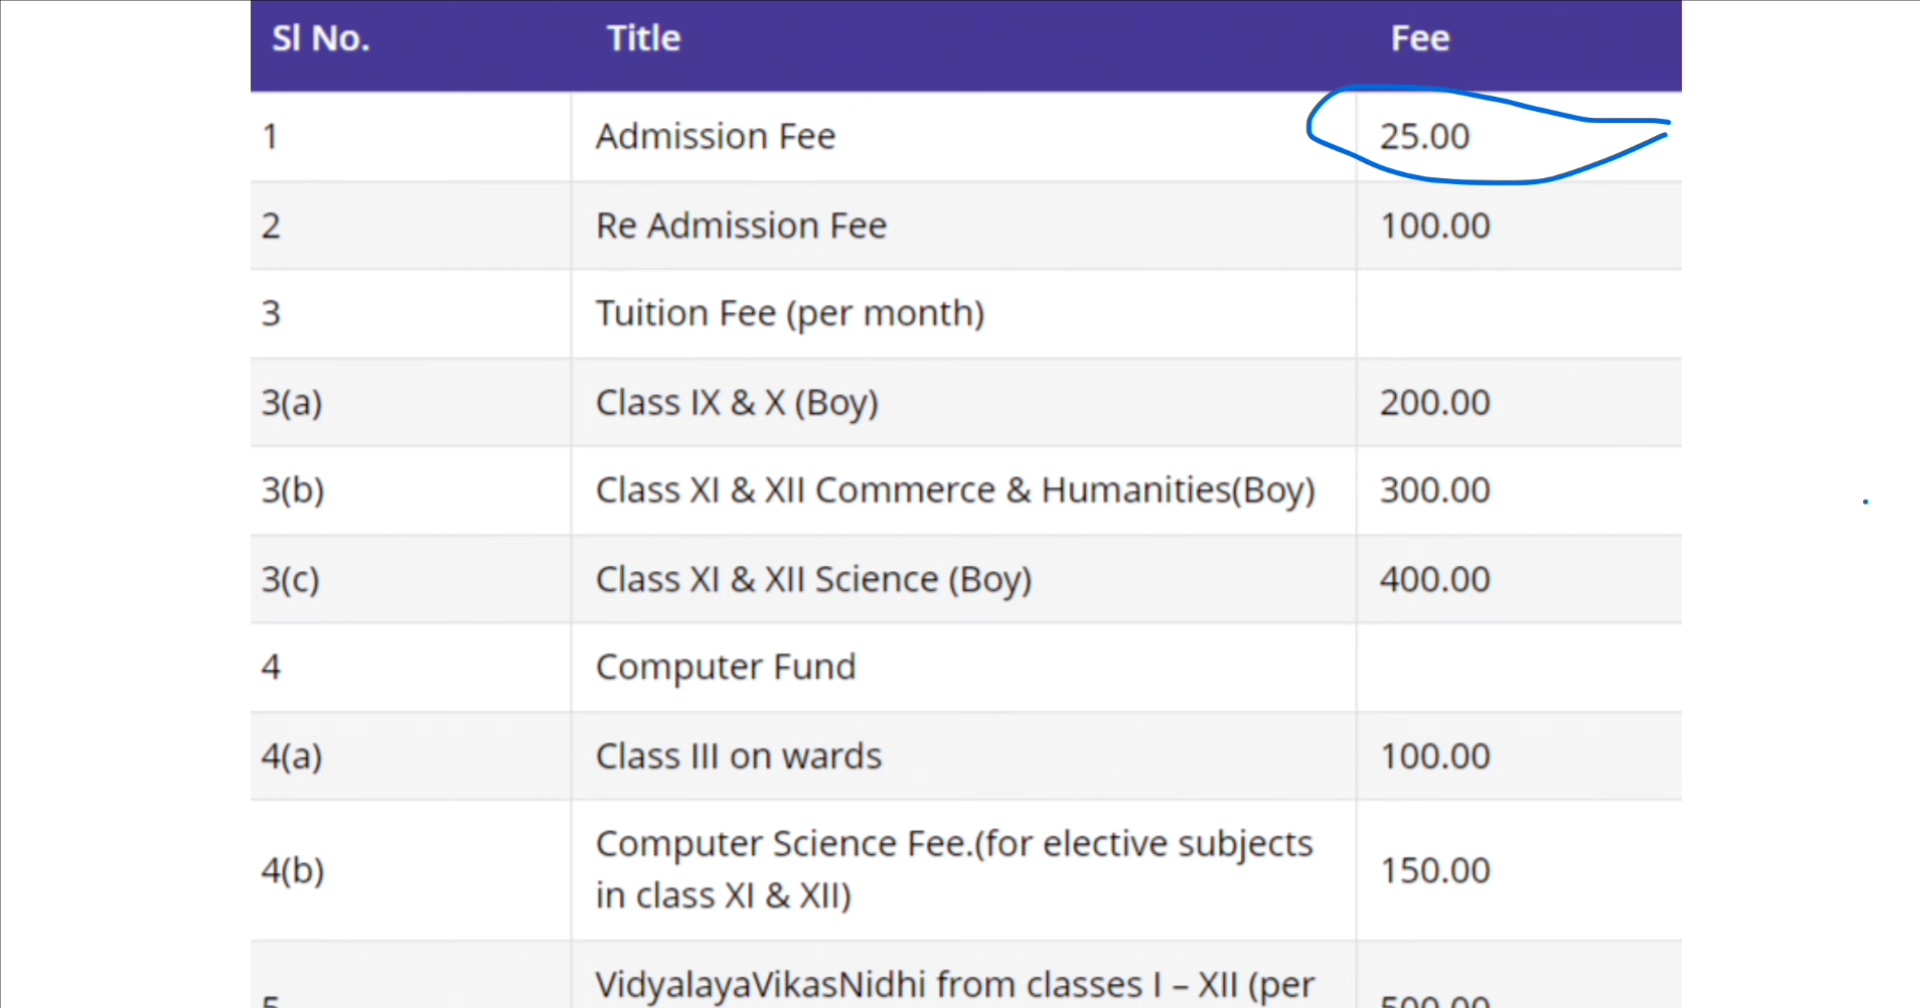 Sl No. Title Fee
1 Admission Fee 25.00
2 Re Admission Fee 100.00
3 Tuition Fee (per month)
3(a) Class IX & X (Boy) 200.00
3(b) Class XI & XII Commerce & Humanities(Boy) 300.00
3(c) Class XI & XII Science (Boy) 400.00
4 Computer Fund
4(a) Class III on wards 100.00
Computer Science Fee.(for elective subjects
4(b) 150.00
in class XI & XII)
VidyalayaVikasNidhi from classes I – XII (per
5 500.00